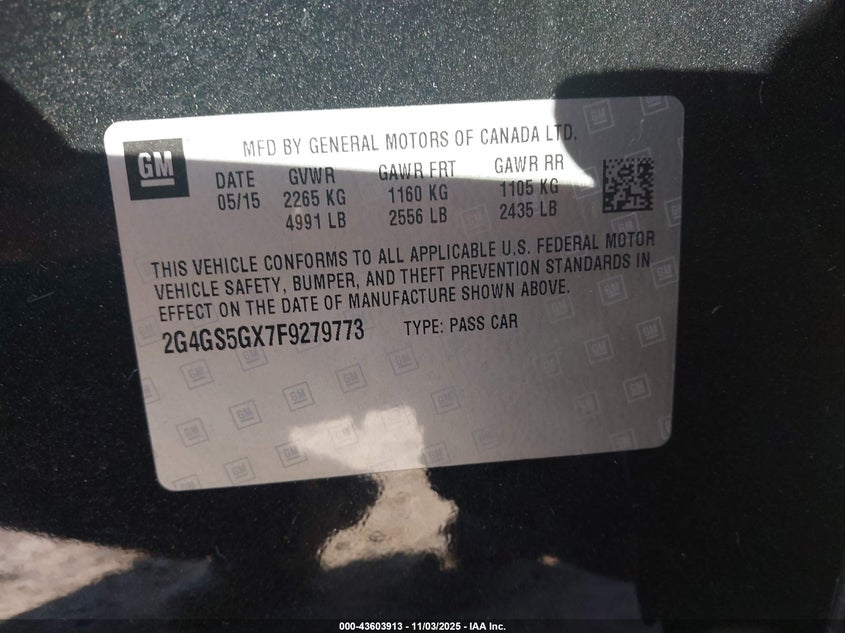 GM
MFD BY GENERAL MOTORS OF CANADA LTD.
DATE GVWR GAWR FRT GAWR RR
05/15 2265 KG 1160 KG 1105 KG
4991 LB 2556 LB 2435 LB
THIS VEHICLE CONFORMS TO ALL APPLICABLE U.S. FEDERAL MOTOR
VEHICLE SAFETY, BUMPER, AND THEFT PREVENTION STANDARDS IN
EFFECT ON THE DATE OF MANUFACTURE SHOWN ABOVE.
2G4GS5GX7F9279773 TYPE: PASS CAR
000-43603913 - 11/03/2025 - IAA Inc.